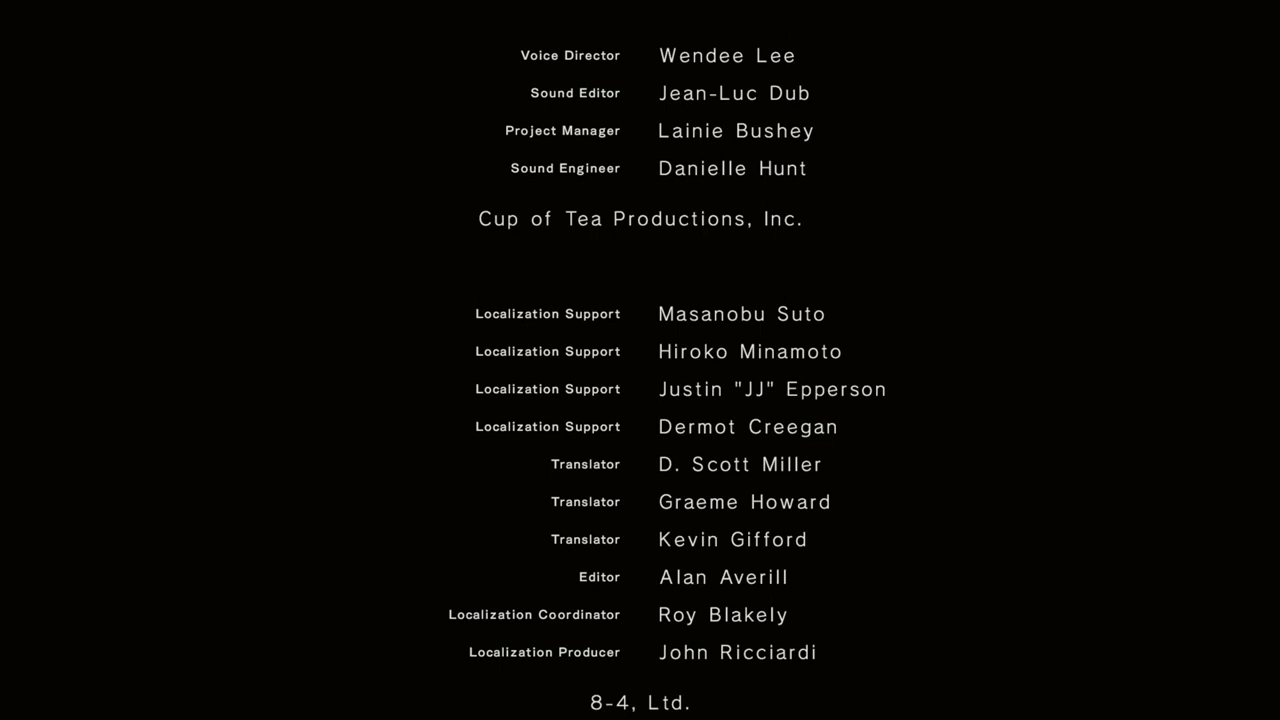 Voice Director Wendee Lee
Sound Editor Jean-Luc Dub
Project Manager Lainie Bushey
Sound Engineer Danielle Hunt
Cup of Tea Productions, Inc.
Localization Support Masanobu Suto
Localization Support Hiroko Minamoto
Localization Support Justin "JJ" Epperson
Localization Support Dermot Creegan
Translator D. Scott Miller
Translator Graeme Howard
Translator Kevin Gifford
Editor Alan Averill
Localization Coordinator Roy Blakely
Localization Producer John Ricciardi
8-4, Ltd.